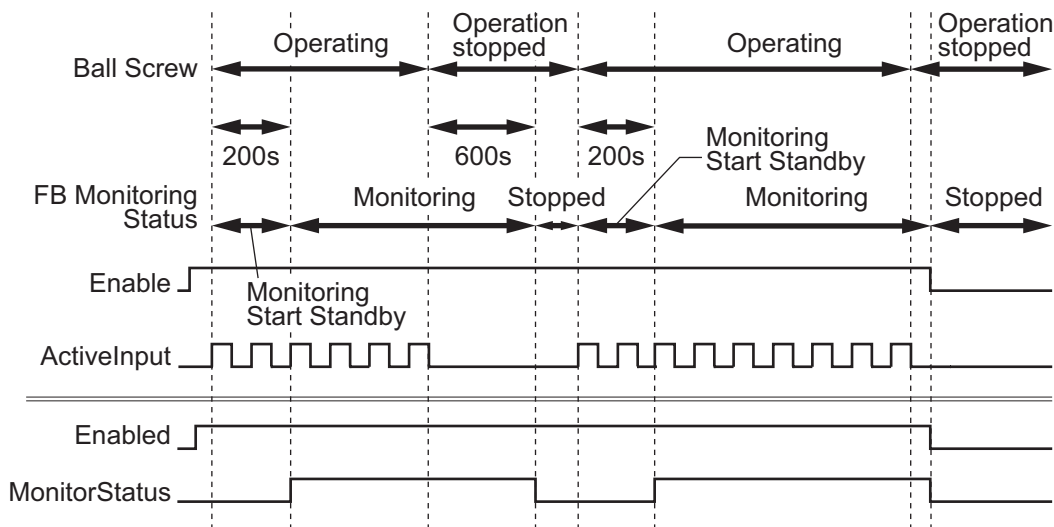 Operating
Operation
stopped
Operating
Operation
stopped
Ball Screw
200s
600s
200s
Monitoring
Start Standby
FB Monitoring
Status
Monitoring
Stopped
Monitoring
Stopped
Enable
Monitoring
Start Standby
ActiveInput
Enabled
MonitorStatus